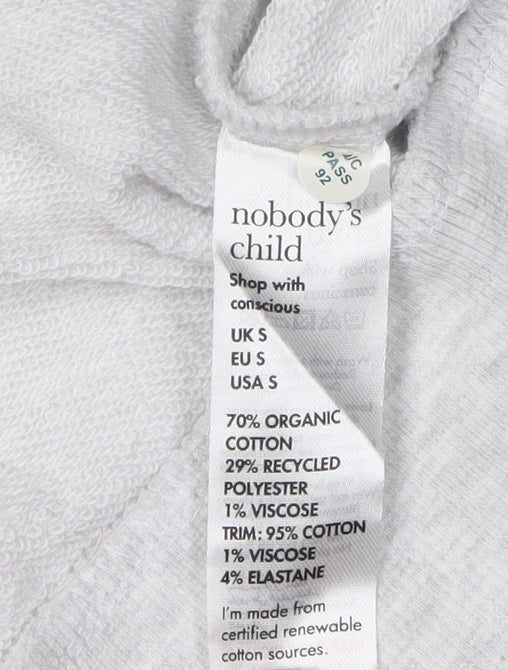 PASS
92
nobody's
child
Shop with
conscious
UK S
EU S
USA S
70% ORGANIC
COTTON
29% RECYCLED
POLYESTER
1% VISCOSE
TRIM: 95% COTTON
1% VISCOSE
4% ELASTANE
I'm made from
certified renewable
cotton sources.